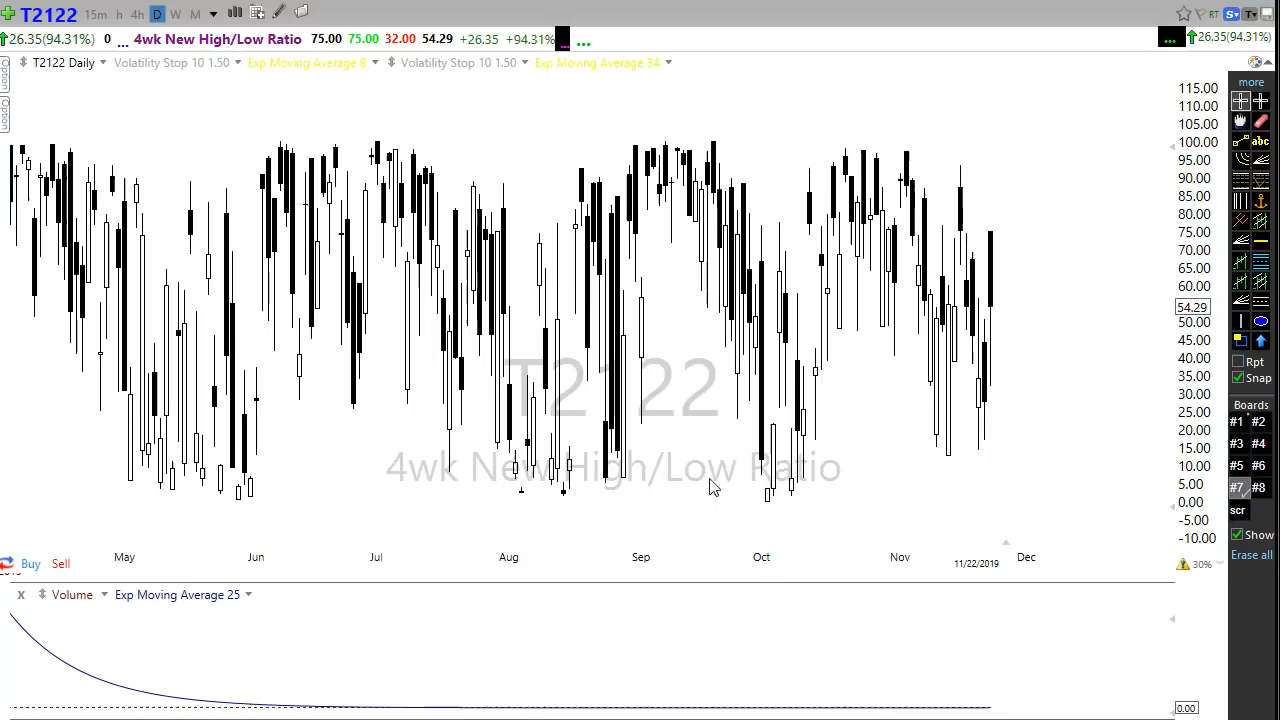 T2122 15m h 4h D W M RT S T
26.35(94.31%) 0 ... 4wk New High/Low Ratio 75.00 75.00 32.00 54.29 +26.35 +94.31% ... ... ... 26.35(94.31%)
Option T2122 Daily Volatility Stop 10 1.50 Exp Moving Average 8 Volatility Stop 10 1.50 Exp Moving Average 34
Option
more
115.00
110.00
105.00
100.00
95.00
90.00
85.00
80.00
75.00
70.00
65.00
60.00
54.29
50.00
45.00
40.00
35.00
30.00
25.00
20.00
15.00
10.00
5.00
0.00
-5.00
-10.00
abc
Rpt
Snap
Boards
#1 #2
#3 #4
#5 #6
#7 #8
scr
Show
Erase all
T2122
4wk New High/Low Ratio
May Jun Jul Aug Sep Oct Nov Dec
Buy Sell 11/22/2019 30%
x Volume Exp Moving Average 25
0.00